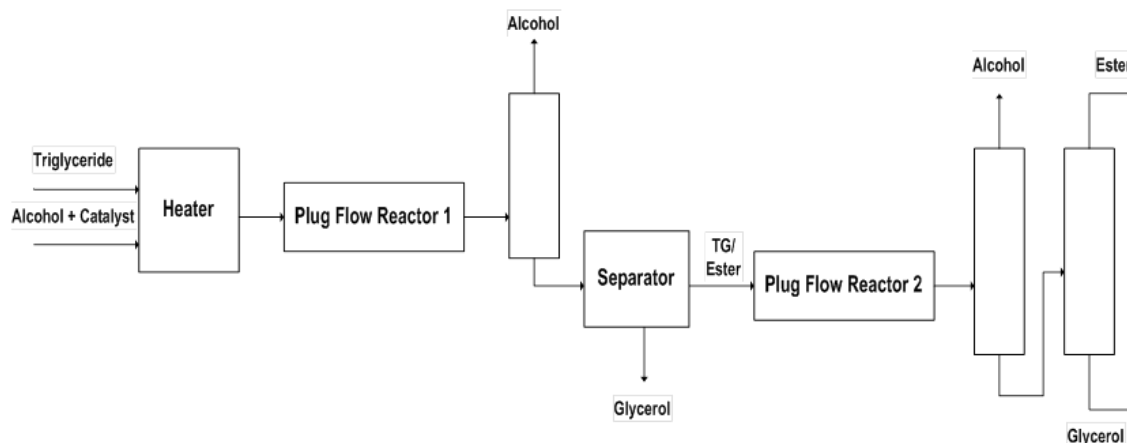 Alcohol
Alcohol
Ester
Triglyceride
Heater
Alcohol + Catalyst
Plug Flow Reactor 1
TG/
Ester
Separator
Plug Flow Reactor 2
Glycerol
Glycerol